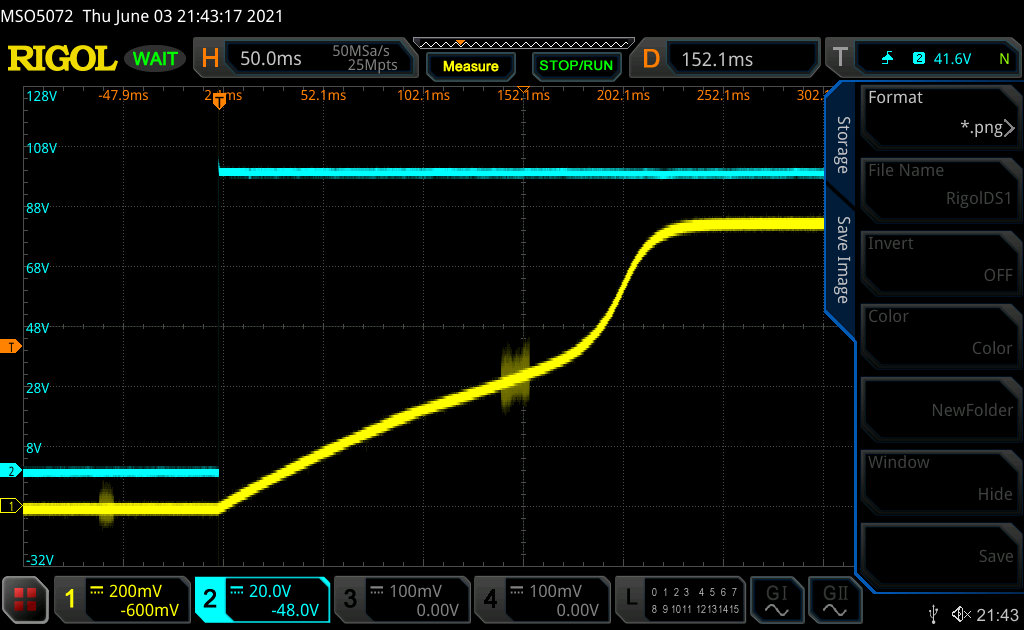 MSO5072 Thu June 03 21:43:17 2021
RIGOL WAIT H 50.0ms 50MSa/s 25Mpts Measure STOP/RUN D 152.1ms T 2 41.6V N
128V -47.9ms 52.1ms 102.1ms 152.1ms 202.1ms 252.1ms
T
108V
88V
68V
48V
T
28V
8V
2
1
-32V
Storage
Save Image
Format
*.png
File Name
RigolDS1
Invert
OFF
Color
Color
NewFolder
Window
Hide
Save
1 200mV -600mV
2 20.0V -48.0V
3 100mV 0.00V
4 100mV 0.00V
L 0 1 2 3 4 5 6 7
8 9 10 11 12 13 14 15
GI
GII
21:43